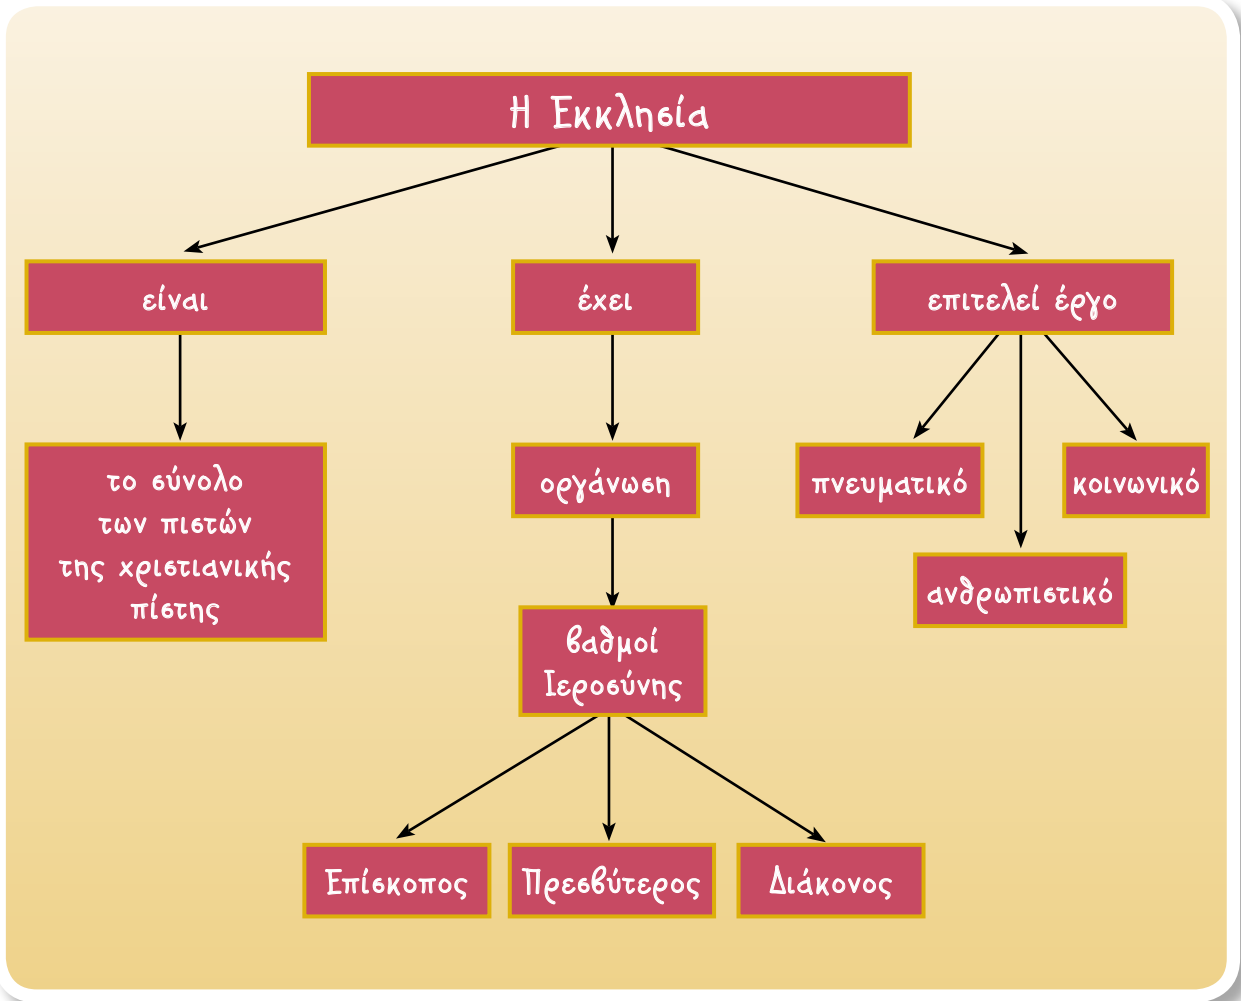 Η Εκκλησία
είναι
έχει
επιτελεί έργο
το σύνολο
των πιστών
της χριστιανικής
πίστης
οργάνωση
πνευματικό
κοινωνικό
ανθρωπιστικό
βαθμοί
Ιεροσύνης
Επίσκοπος
Πρεσβύτερος
Διάκονος